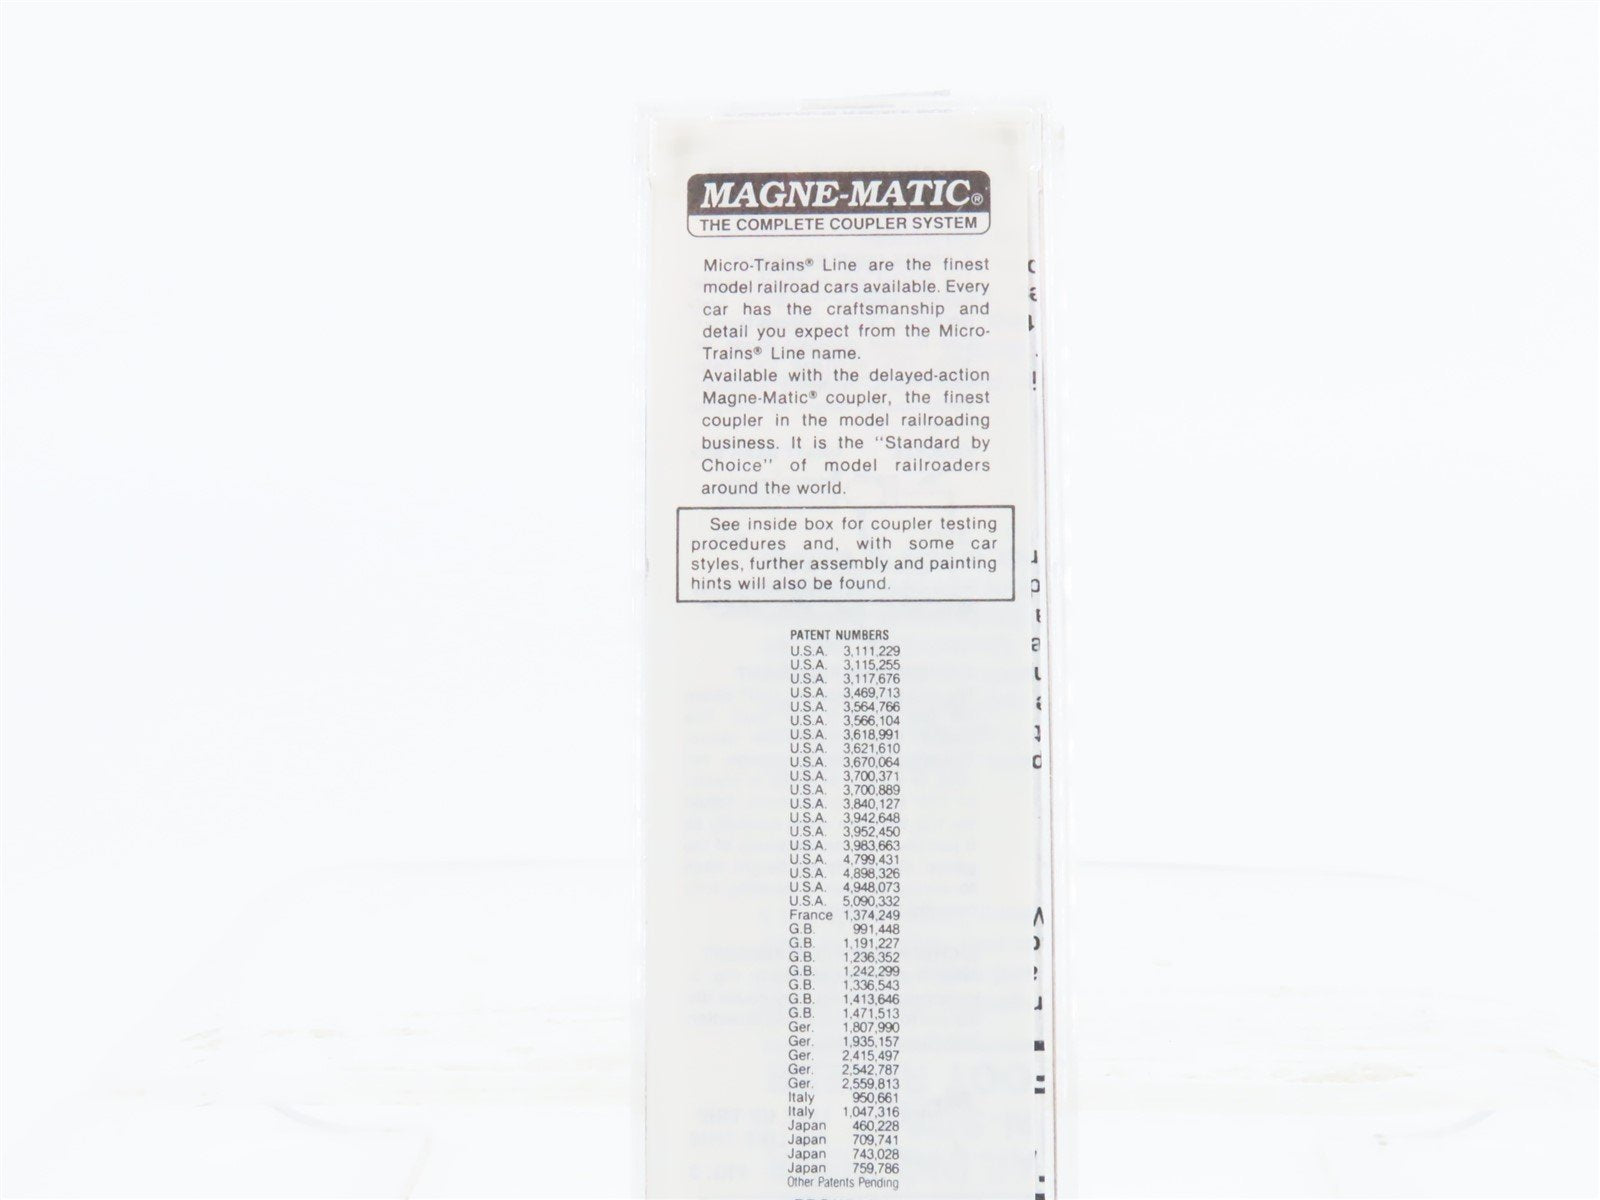 MAGNE-MATIC®
THE COMPLETE COUPLER SYSTEM
Micro-Trains® Line are the finest
model railroad cars available. Every
car has the craftsmanship and
detail you expect from the Micro-
Trains® Line name.
Available with the delayed-action
Magne-Matic® coupler, the finest
coupler in the model railroading
business. It is the "Standard by
Choice" of model railroaders
around the world.
See inside box for coupler testing
procedures and, with some car
styles, further assembly and painting
hints will also be found.
PATENT NUMBERS
U.S.A. 3,111,229
U.S.A. 3,115,255
U.S.A. 3,117,676
U.S.A. 3,469,713
U.S.A. 3,564,766
U.S.A. 3,566,104
U.S.A. 3,618,991
U.S.A. 3,621,610
U.S.A. 3,670,064
U.S.A. 3,700,371
U.S.A. 3,700,889
U.S.A. 3,840,127
U.S.A. 3,942,648
U.S.A. 3,952,450
U.S.A. 3,983,663
U.S.A. 4,799,431
U.S.A. 4,898,326
U.S.A. 4,948,073
U.S.A. 5,090,332
France 1,374,249
G.B. 991,448
G.B. 1,191,227
G.B. 1,236,352
G.B. 1,242,299
G.B. 1,336,543
G.B. 1,413,646
G.B. 1,471,513
Ger. 1,807,990
Ger. 1,935,157
Ger. 2,415,497
Ger. 2,542,787
Ger. 2,559,813
Italy 950,661
Italy 1,047,316
Japan 460,228
Japan 709,741
Japan 743,028
Japan 759,786
Other Patents Pending